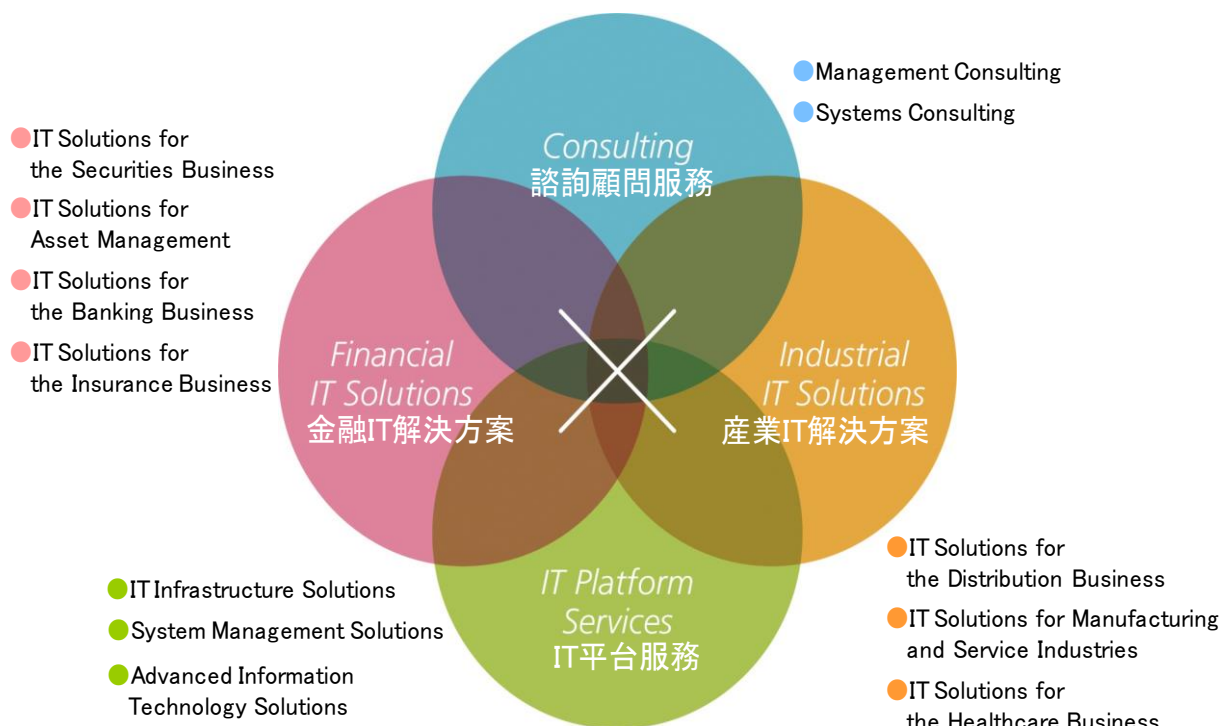 Management Consulting
Systems Consulting
Consulting
諮詢顧問服務
IT Solutions for
the Securities Business
IT Solutions for
Asset Management
IT Solutions for
the Banking Business
IT Solutions for
the Insurance Business
Financial
IT Solutions
金融IT解決方案
Industrial
IT Solutions
産業IT解決方案
IT Platform
Services
IT平台服務
IT Infrastructure Solutions
System Management Solutions
Advanced Information
Technology Solutions
IT Solutions for
the Distribution Business
IT Solutions for Manufacturing
and Service Industries
IT Solutions for
the Healthcare Business